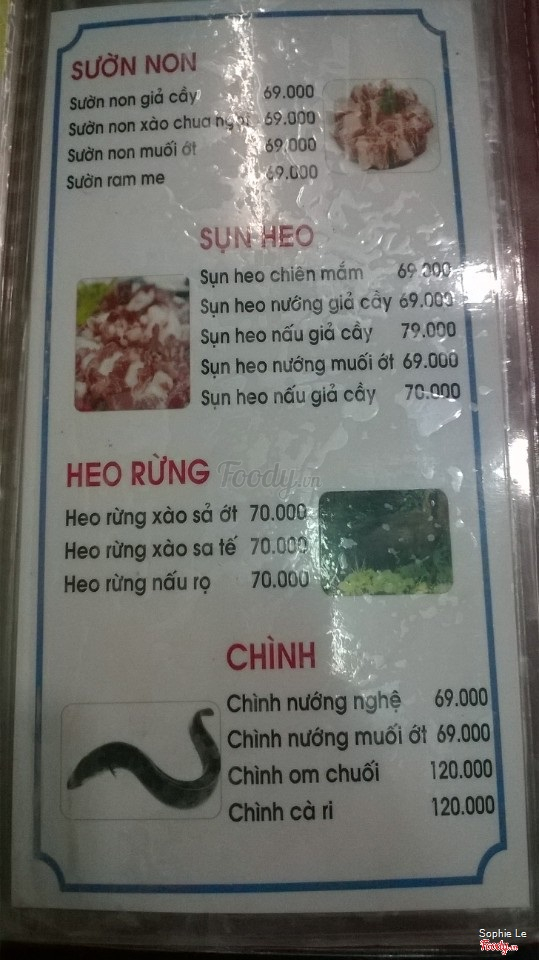 SƯỜN NON
Sườn non giả cầy 69.000
Sườn non xào chua ngọt 69.000
Sườn non muối ớt 69.000
Sườn ram me 69.000
SỤN HEO
Sụn heo chiên mắm 69.000
Sụn heo nướng giả cầy 69.000
Sụn heo nấu giả cầy 79.000
Sụn heo nướng muối ớt 69.000
Sụn heo nấu giả cầy 70.000
HEO RỪNG
Foody.vn
Heo rừng xào sả ớt 70.000
Heo rừng xào sa tế 70.000
Heo rừng nấu rọ 70.000
CHÌNH
Chình nướng nghệ 69.000
Chình nướng muối ớt 69.000
Chình om chuối 120.000
Chình cà ri 120.000
Sophie Le
Foody.vn